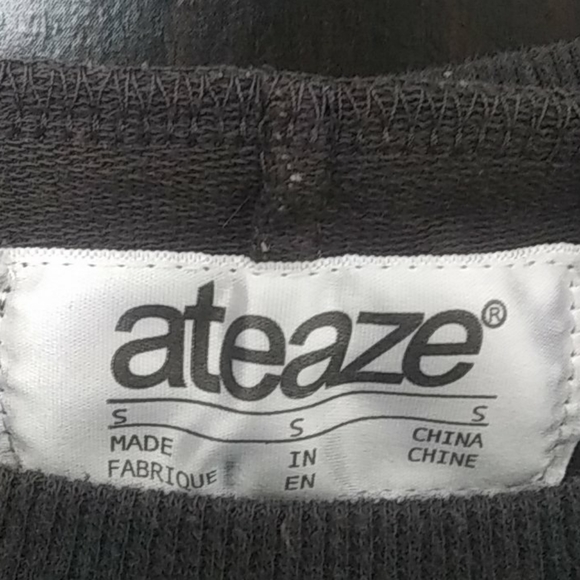 ateaze®
S S S
MADE IN CHINA
FABRIQUE EN CHINE